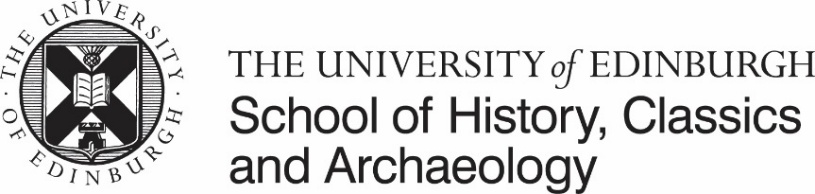 THE UNIVERSITY OF EDINBURGH
THE UNIVERSITY of EDINBURGH
School of History, Classics
and Archaeology